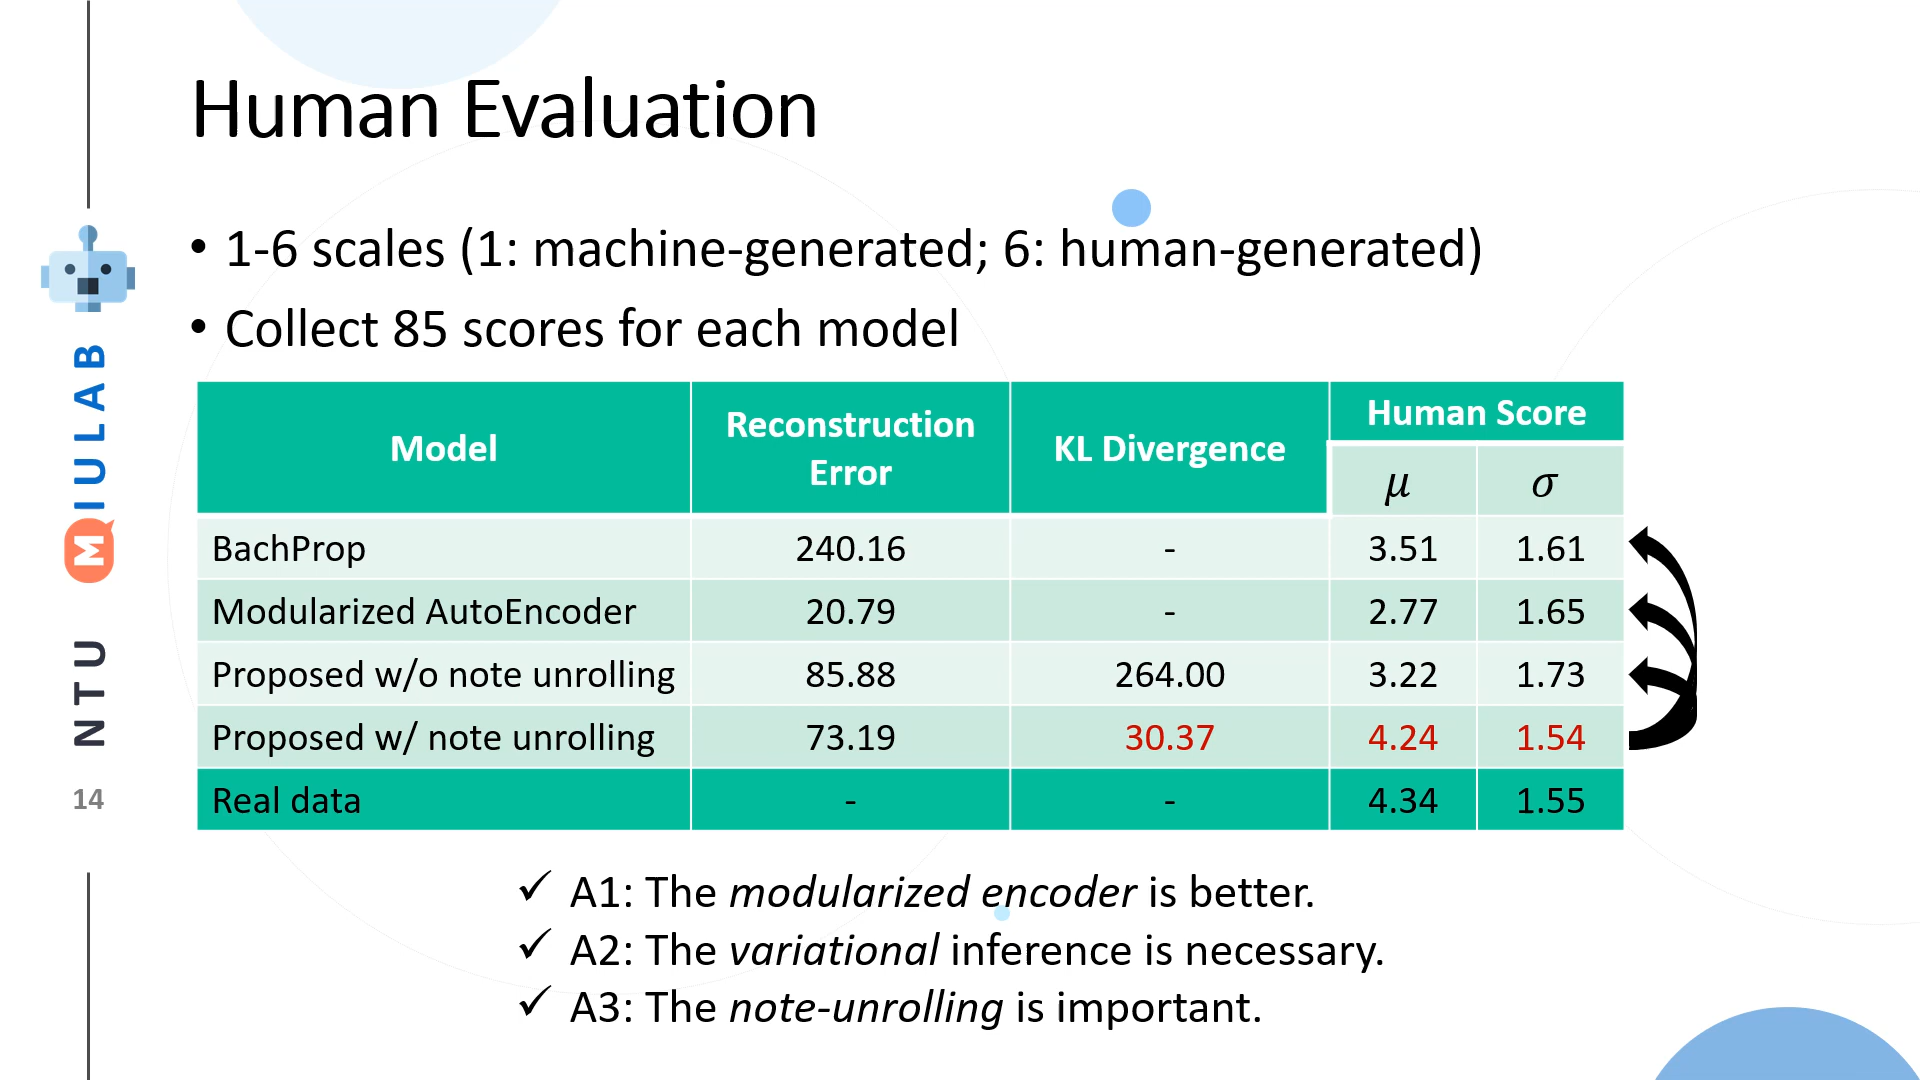 Human Evaluation
• 1-6 scales (1: machine-generated; 6: human-generated)
• Collect 85 scores for each model
Model Reconstruction Error KL Divergence Human Score
μ σ
BachProp 240.16 - 3.51 1.61
Modularized AutoEncoder 20.79 - 2.77 1.65
Proposed w/o note unrolling 85.88 264.00 3.22 1.73
Proposed w/ note unrolling 73.19 30.37 4.24 1.54
Real data - - 4.34 1.55
✓ A1: The modularized encoder is better.
✓ A2: The variational inference is necessary.
✓ A3: The note-unrolling is important.
NTU MIULAB
14